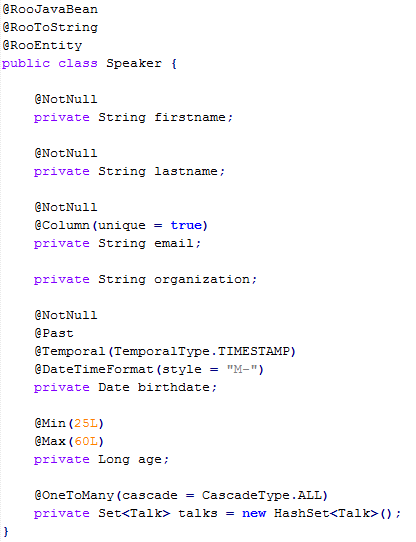 @RooJavaBean
@RooToString
@RooEntity
public class Speaker {
@NotNull
private String firstname;
@NotNull
private String lastname;
@NotNull
@Column(unique = true)
private String email;
private String organization;
@NotNull
@Past
@Temporal(TemporalType.TIMESTAMP)
@DateTimeFormat(style = "M-")
private Date birthdate;
@Min(25L)
@Max(60L)
private Long age;
@OneToMany(cascade = CascadeType.ALL)
private Set<Talk> talks = new HashSet<Talk>();
}